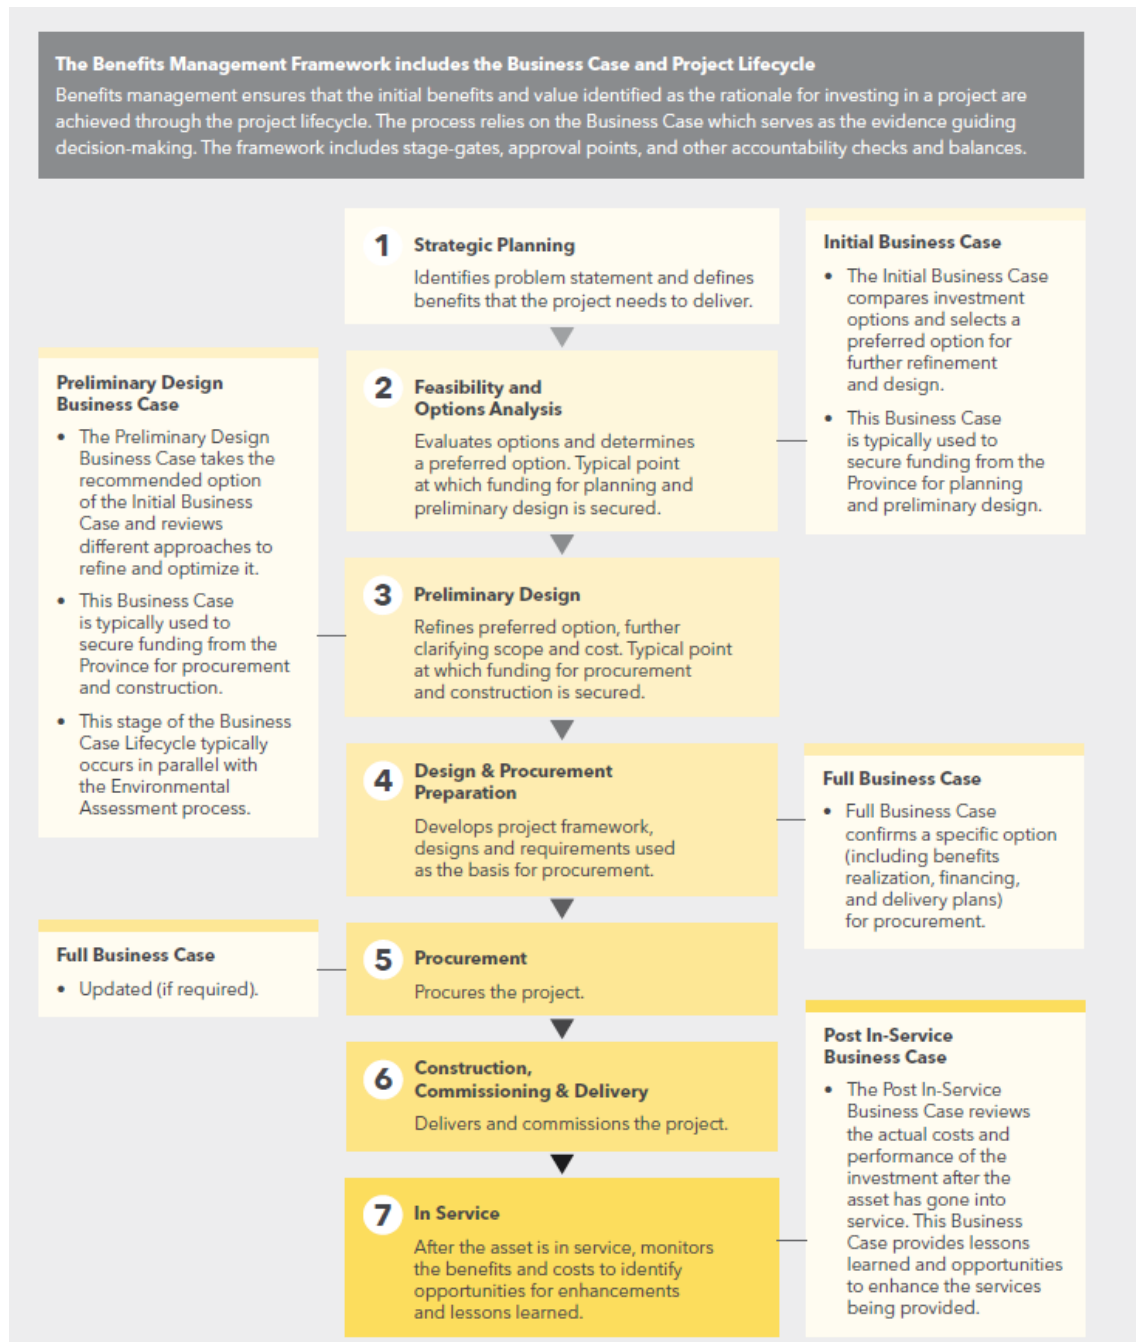 The Benefits Management Framework includes the Business Case and Project Lifecycle
Benefits management ensures that the initial benefits and value identified as the rationale for investing in a project are
achieved through the project lifecycle. The process relies on the Business Case which serves as the evidence guiding
decision-making. The framework includes stage-gates, approval points, and other accountability checks and balances.
1 Strategic Planning
Identifies problem statement and defines
benefits that the project needs to deliver.
Initial Business Case
• The Initial Business Case
compares investment
options and selects a
preferred option for
further refinement
and design.
• This Business Case
is typically used to
secure funding from the
Province for planning
and preliminary design.
2 Feasibility and
Options Analysis
Evaluates options and determines
a preferred option. Typical point
at which funding for planning and
preliminary design is secured.
Preliminary Design
Business Case
• The Preliminary Design
Business Case takes the
recommended option
of the Initial Business
Case and reviews
different approaches to
refine and optimize it.
• This Business Case
is typically used to
secure funding from the
Province for procurement
and construction.
• This stage of the Business
Case Lifecycle typically
occurs in parallel with
the Environmental
Assessment process.
3 Preliminary Design
Refines preferred option, further
clarifying scope and cost. Typical point
at which funding for procurement
and construction is secured.
4 Design & Procurement
Preparation
Develops project framework,
designs and requirements used
as the basis for procurement.
Full Business Case
• Full Business Case
confirms a specific option
(including benefits
realization, financing,
and delivery plans)
for procurement.
Full Business Case
• Updated (if required).
5 Procurement
Procures the project.
6 Construction,
Commissioning & Delivery
Delivers and commissions the project.
7 In Service
After the asset is in service, monitors
the benefits and costs to identify
opportunities for enhancements
and lessons learned.
Post In-Service
Business Case
• The Post In-Service
Business Case reviews
the actual costs and
performance of the
investment after the
asset has gone into
service. This Business
Case provides lessons
learned and opportunities
to enhance the services
being provided.